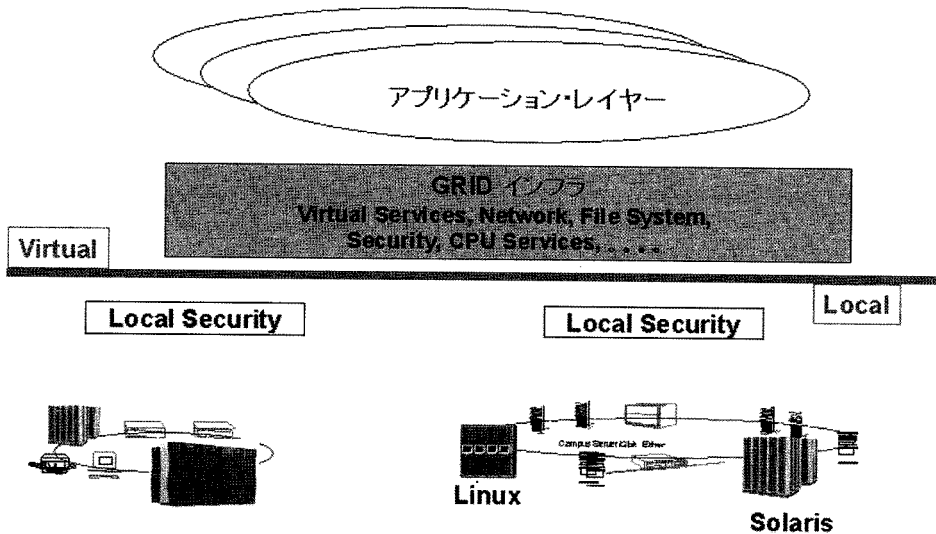 アプリケーション・レイヤー
GRID インフラ
Virtual Services, Network, File System,
Security, CPU Services, . . . .
Virtual
Local
Local Security
Local Security
Linux
Solaris